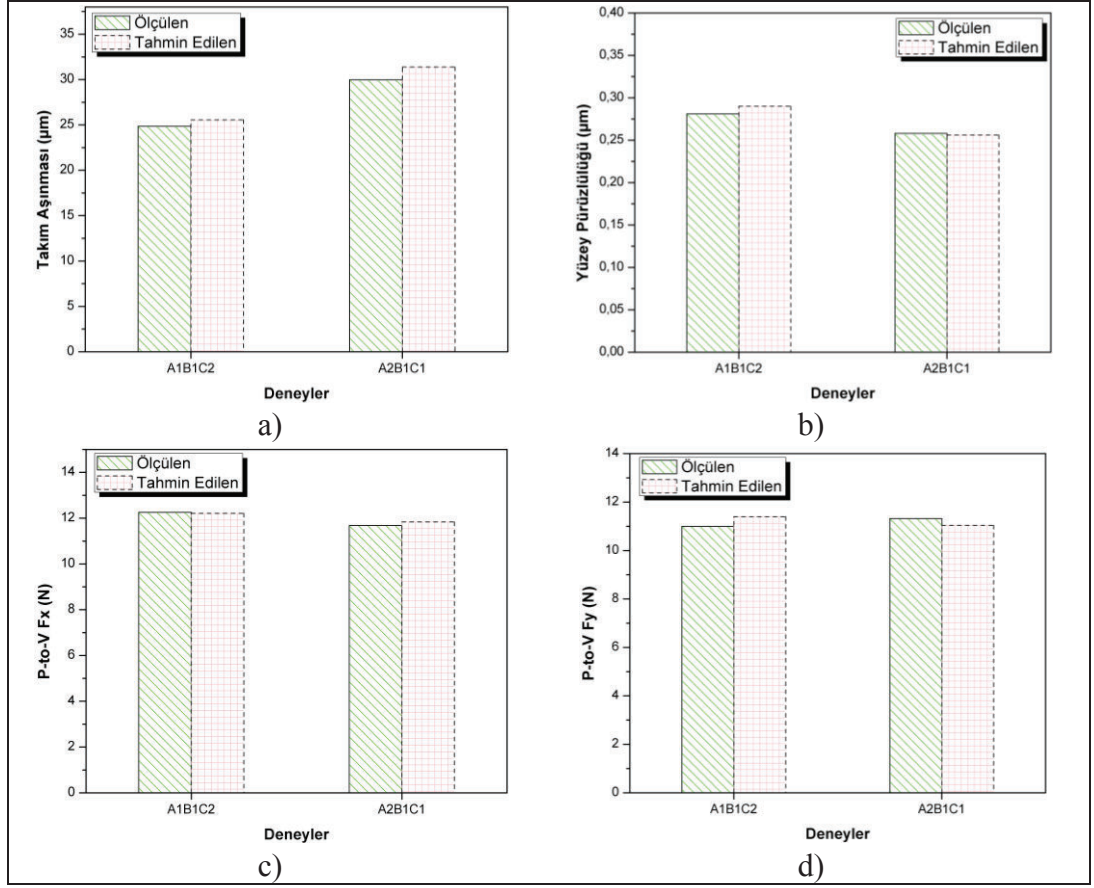 Ölçülen
Tahmin Edilen
Takım Aşınması (µm)
35
30
25
20
15
10
5
0
A1B1C2 A2B1C1
Deneyler
a)
Ölçülen
Tahmin Edilen
Yüzey Pürüzlülüğü (µm)
0,40
0,35
0,30
0,25
0,20
0,15
0,10
0,05
0,00
A1B1C2 A2B1C1
Deneyler
b)
Ölçülen
Tahmin Edilen
P-to-V Fx (N)
14
12
10
8
6
4
2
0
A1B1C2 A2B1C1
Deneyler
c)
Ölçülen
Tahmin Edilen
P-to-V Fy (N)
14
12
10
8
6
4
2
0
A1B1C2 A2B1C1
Deneyler
d)